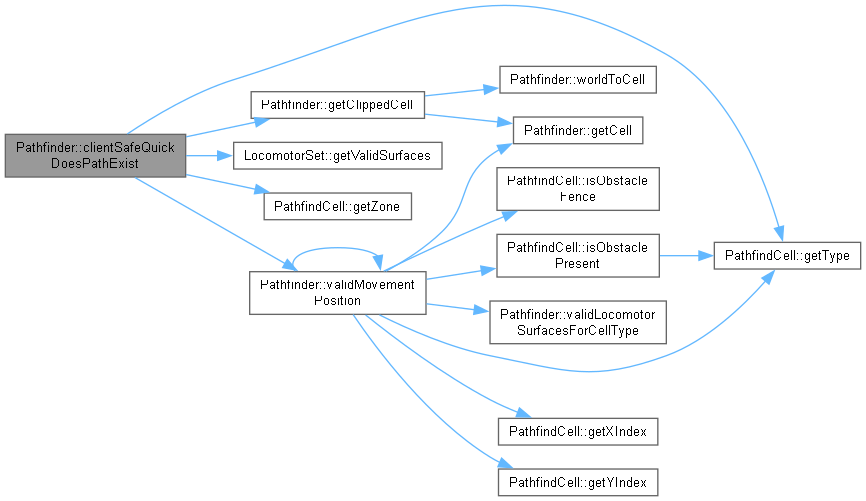 Pathfinder::clientSafeQuick
DoesPathExist
Pathfinder::getClippedCell
LocomotorSet::getValidSurfaces
PathfindCell::getZone
Pathfinder::validMovement
Position
Pathfinder::worldToCell
Pathfinder::getCell
PathfindCell::isObstacle
Fence
PathfindCell::isObstacle
Present
Pathfinder::validLocomotor
SurfacesForCellType
PathfindCell::getXIndex
PathfindCell::getYIndex
PathfindCell::getType